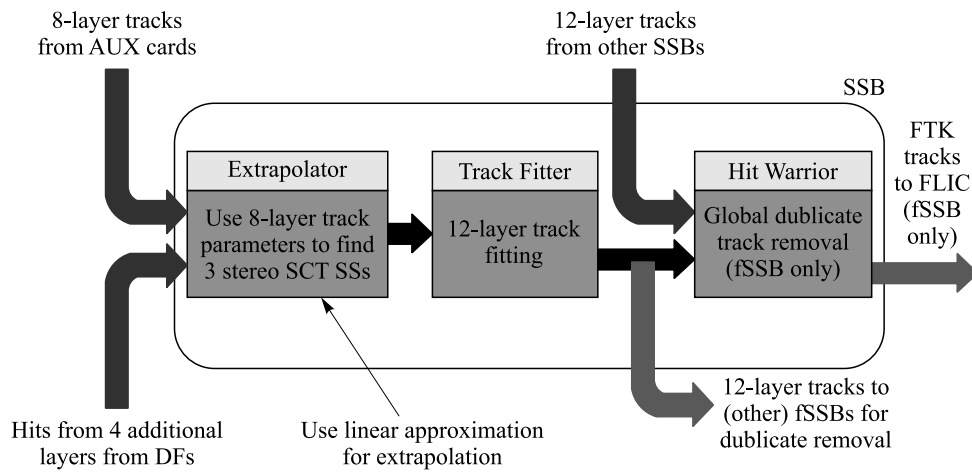 8-layer tracks
from AUX cards
12-layer tracks
from other SSBs
SSB
FTK
tracks
to FLIC
(fSSB
only)
Extrapolator
Use 8-layer track
parameters to find
3 stereo SCT SSs
Track Fitter
12-layer track
fitting
Hit Warrior
Global dublicate
track removal
(fSSB only)
Hits from 4 additional
layers from DFs
Use linear approximation
for extrapolation
12-layer tracks to
(other) fSSBs for
dublicate removal